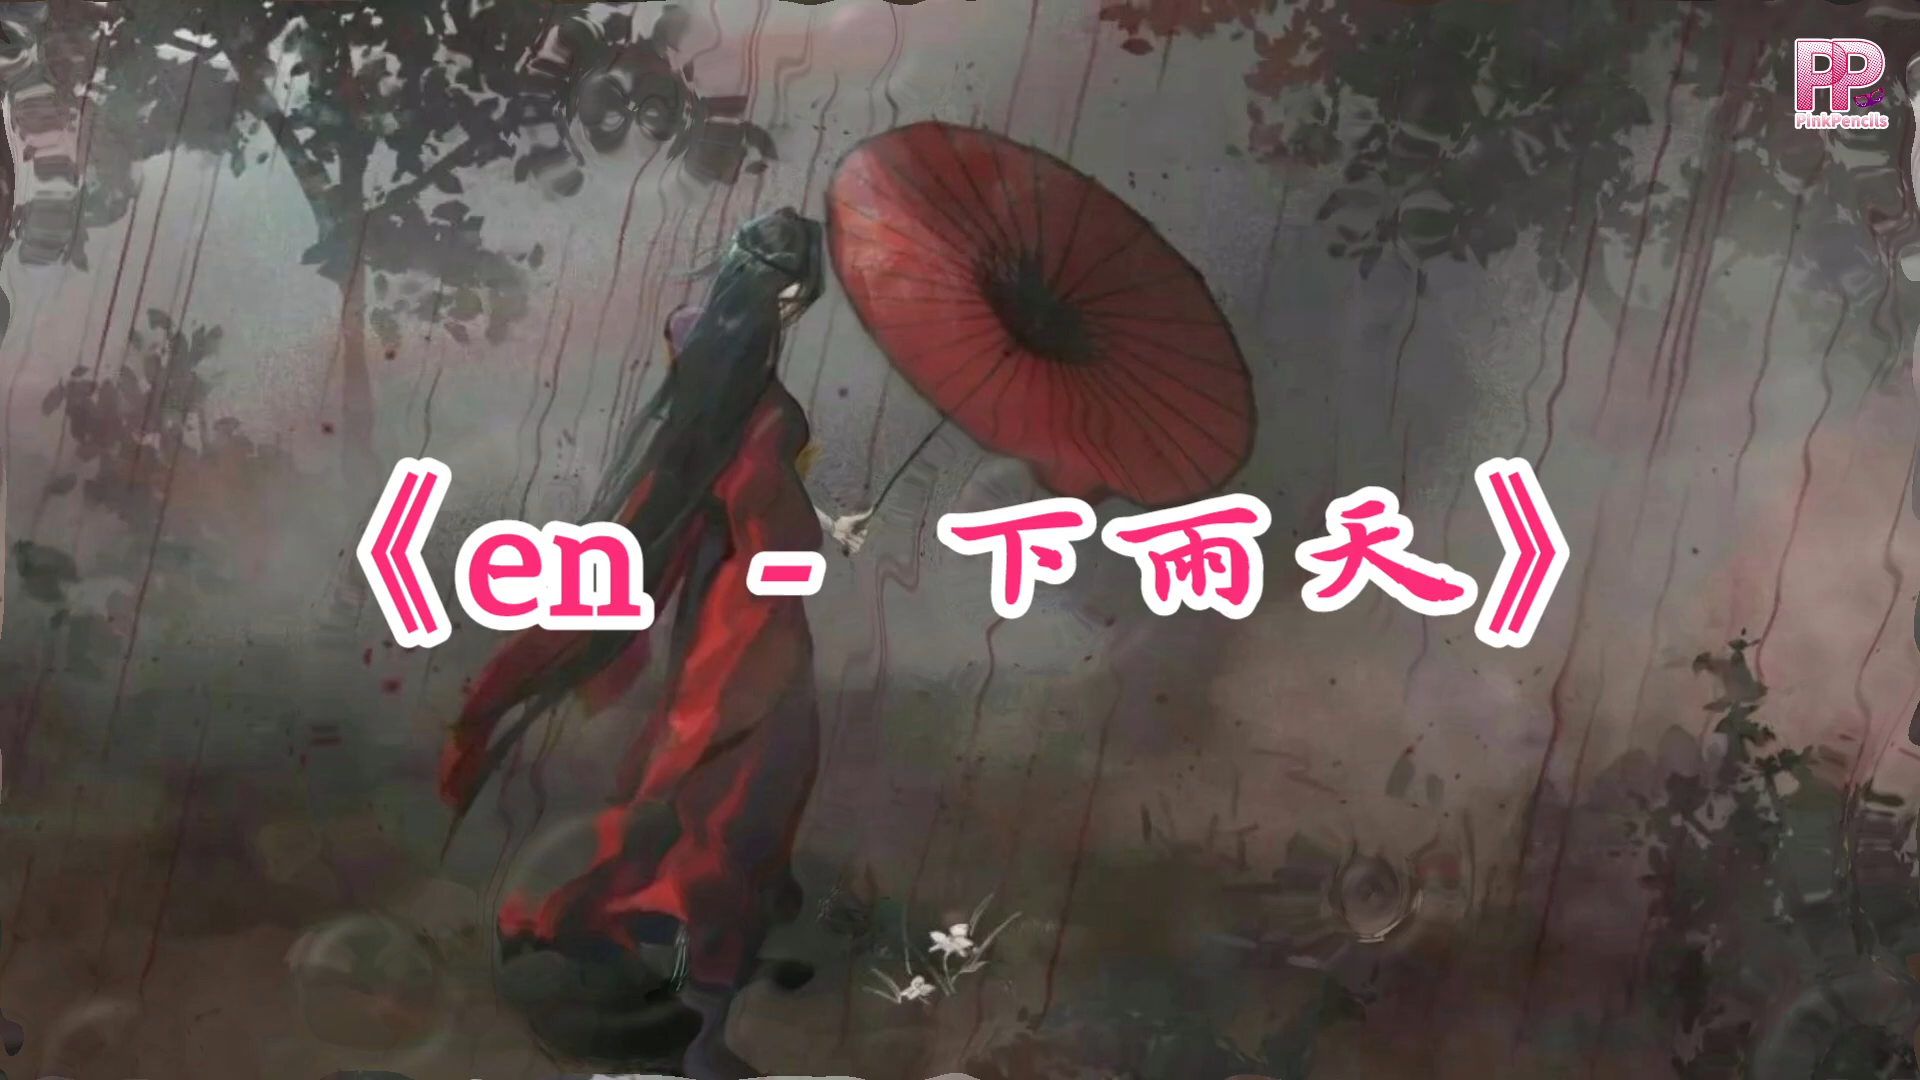 PP
PinkPencils
《en - 下雨天》